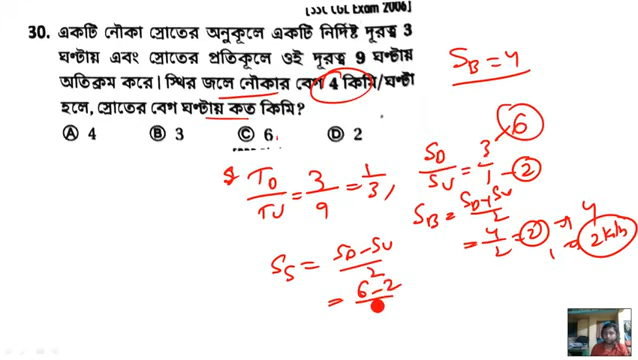 [SSC CGL Exam 2006]
30. একটি নৌকা স্রোতের অনুকূলে একটি নির্দিষ্ট দূরত্ব 3
ঘণ্টায় এবং স্রোতের প্রতিকূলে ওই দূরত্ব 9 ঘণ্টায়
অতিক্রম করে। স্থির জলে নৌকার বেগ 4 কিমি/ঘণ্টা
হলে, স্রোতের বেগ ঘণ্টায় কত কিমি?
Ⓐ 4 Ⓑ 3 Ⓒ 6 Ⓓ 2
S_B = 4
T_D/T_U = 3/9 = 1/3,
S_D/S_U = 3/1 6 2
S_B = S_D + S_U/2
= 4/2 = 2 → 4
1 → 2 km/h
S_S = S_D - S_U/2
= 6 - 2/2